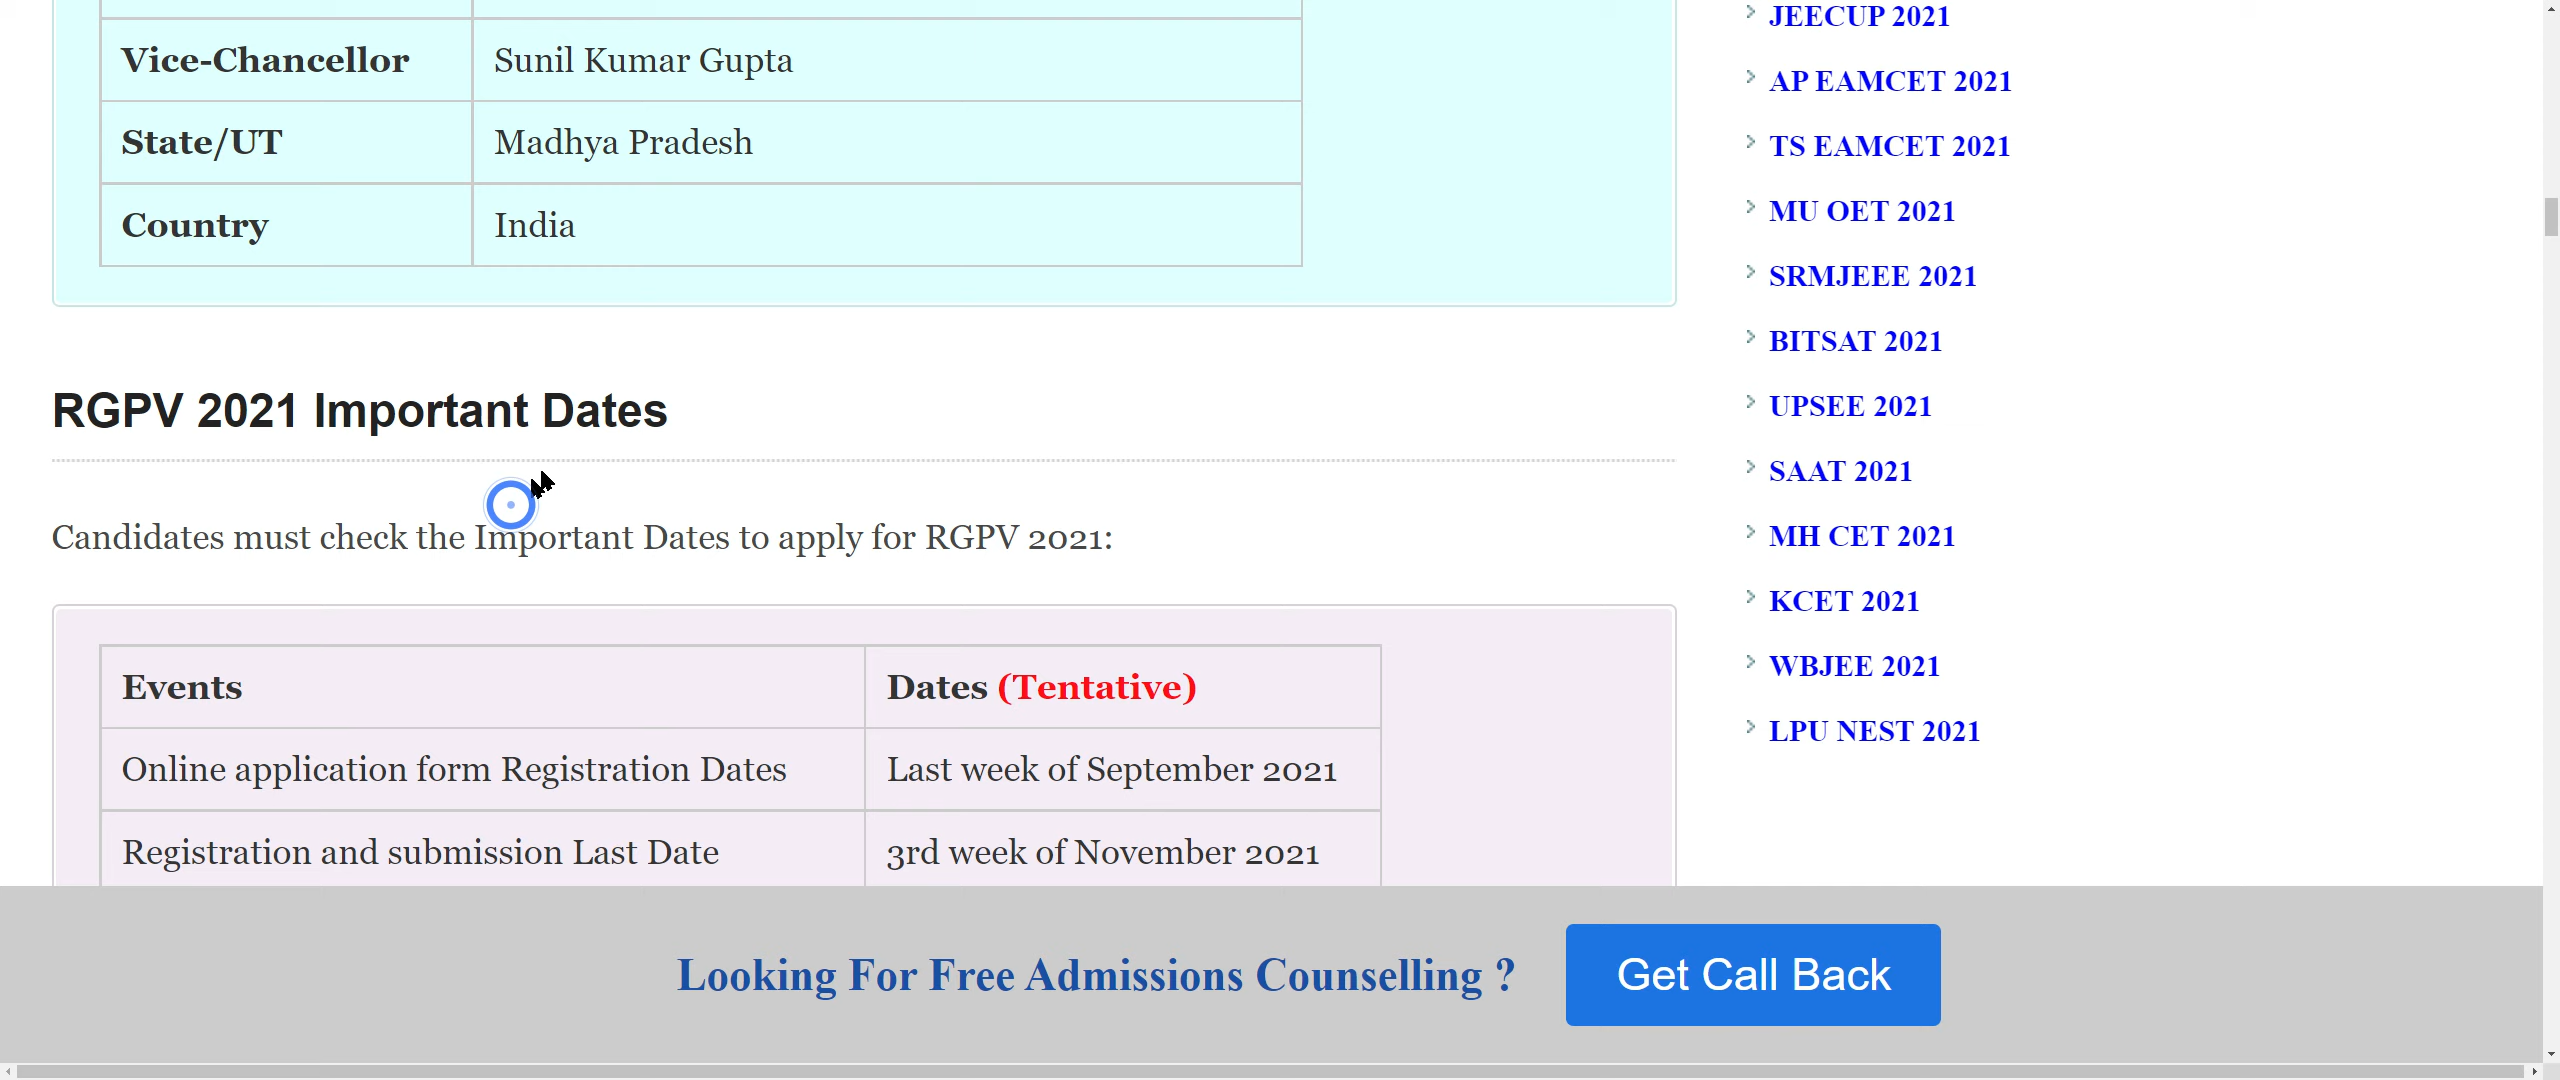 Vice-Chancellor Sunil Kumar Gupta
State/UT Madhya Pradesh
Country India
RGPV 2021 Important Dates
Candidates must check the Important Dates to apply for RGPV 2021:
Events Dates (Tentative)
Online application form Registration Dates Last week of September 2021
Registration and submission Last Date 3rd week of November 2021
JEECUP 2021
AP EAMCET 2021
TS EAMCET 2021
MU OET 2021
SRMJEEE 2021
BITSAT 2021
UPSEE 2021
SAAT 2021
MH CET 2021
KCET 2021
WBJEE 2021
LPU NEST 2021
Looking For Free Admissions Counselling ? Get Call Back